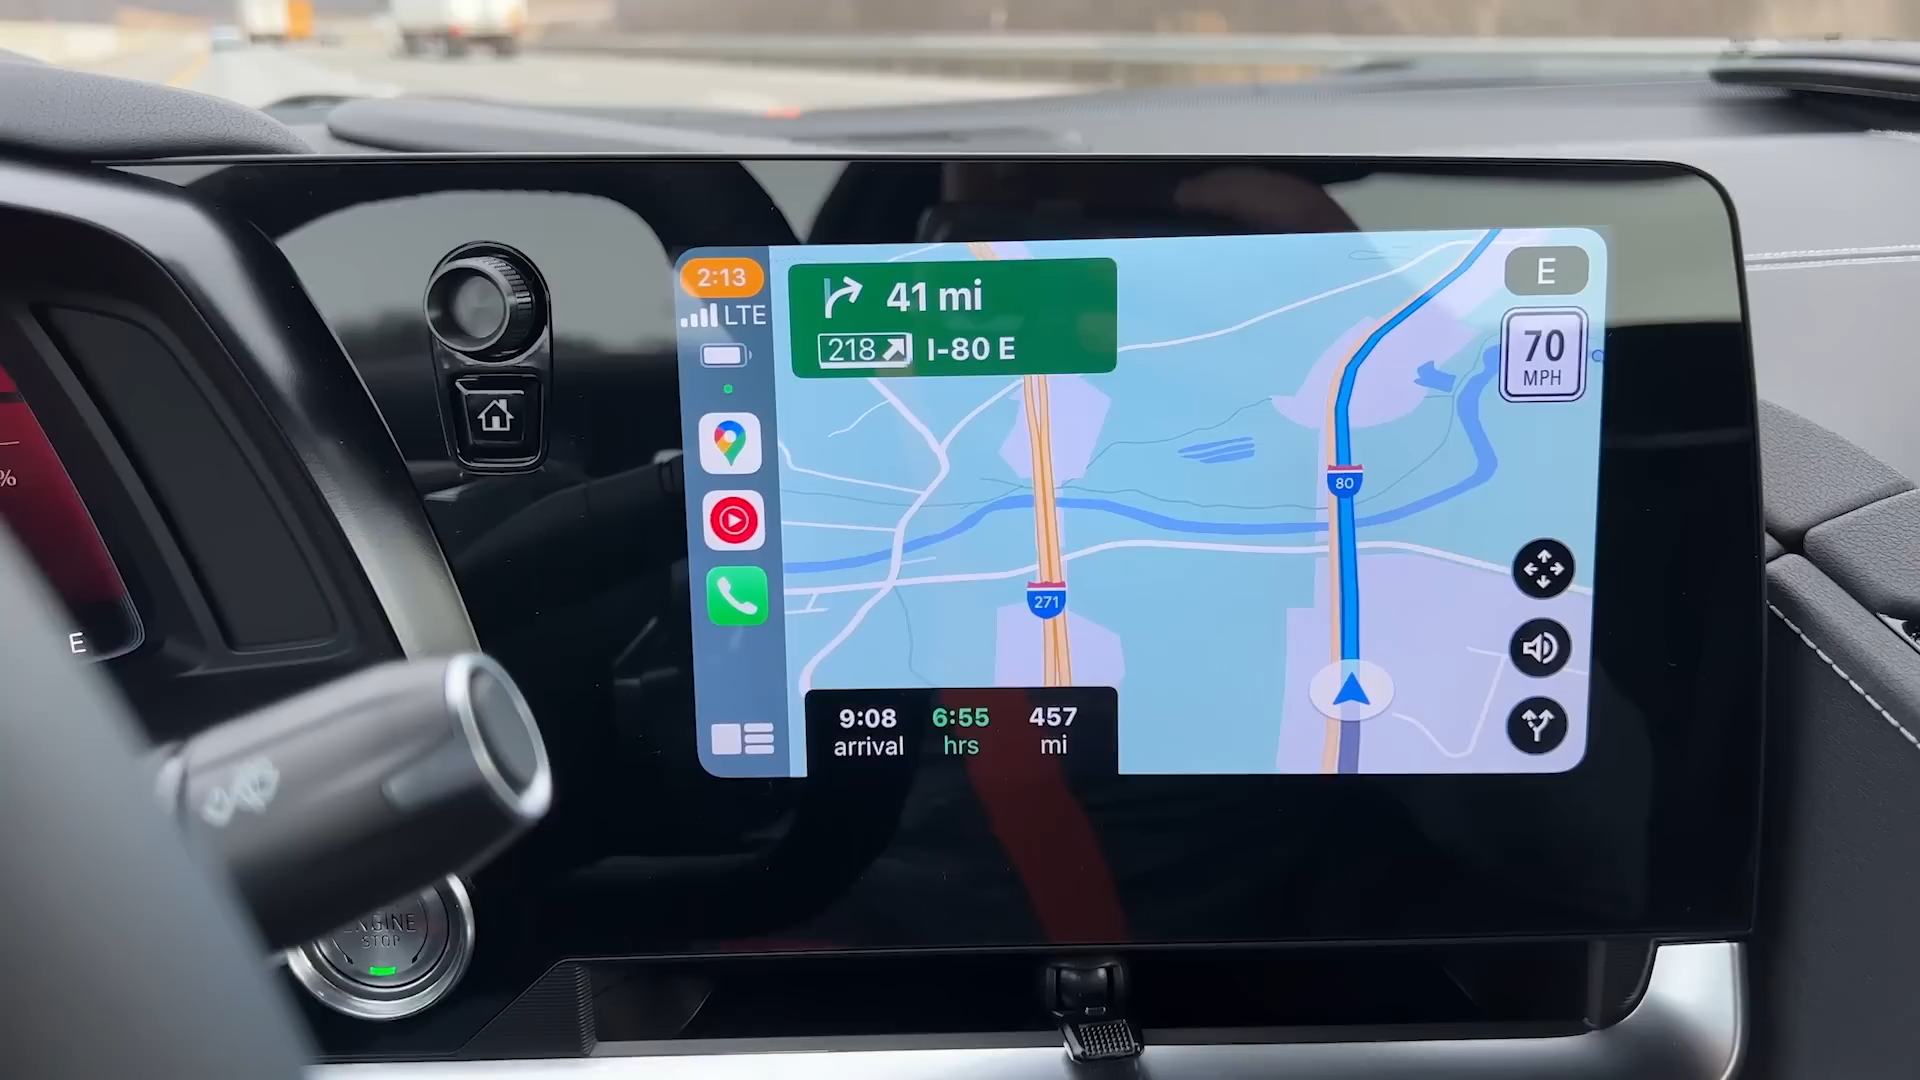 2:13
LTE
41 mi
218 I-80 E
E
70
MPH
80
271
9:08 6:55 457
arrival hrs mi
%
E
ENGINE
STOP